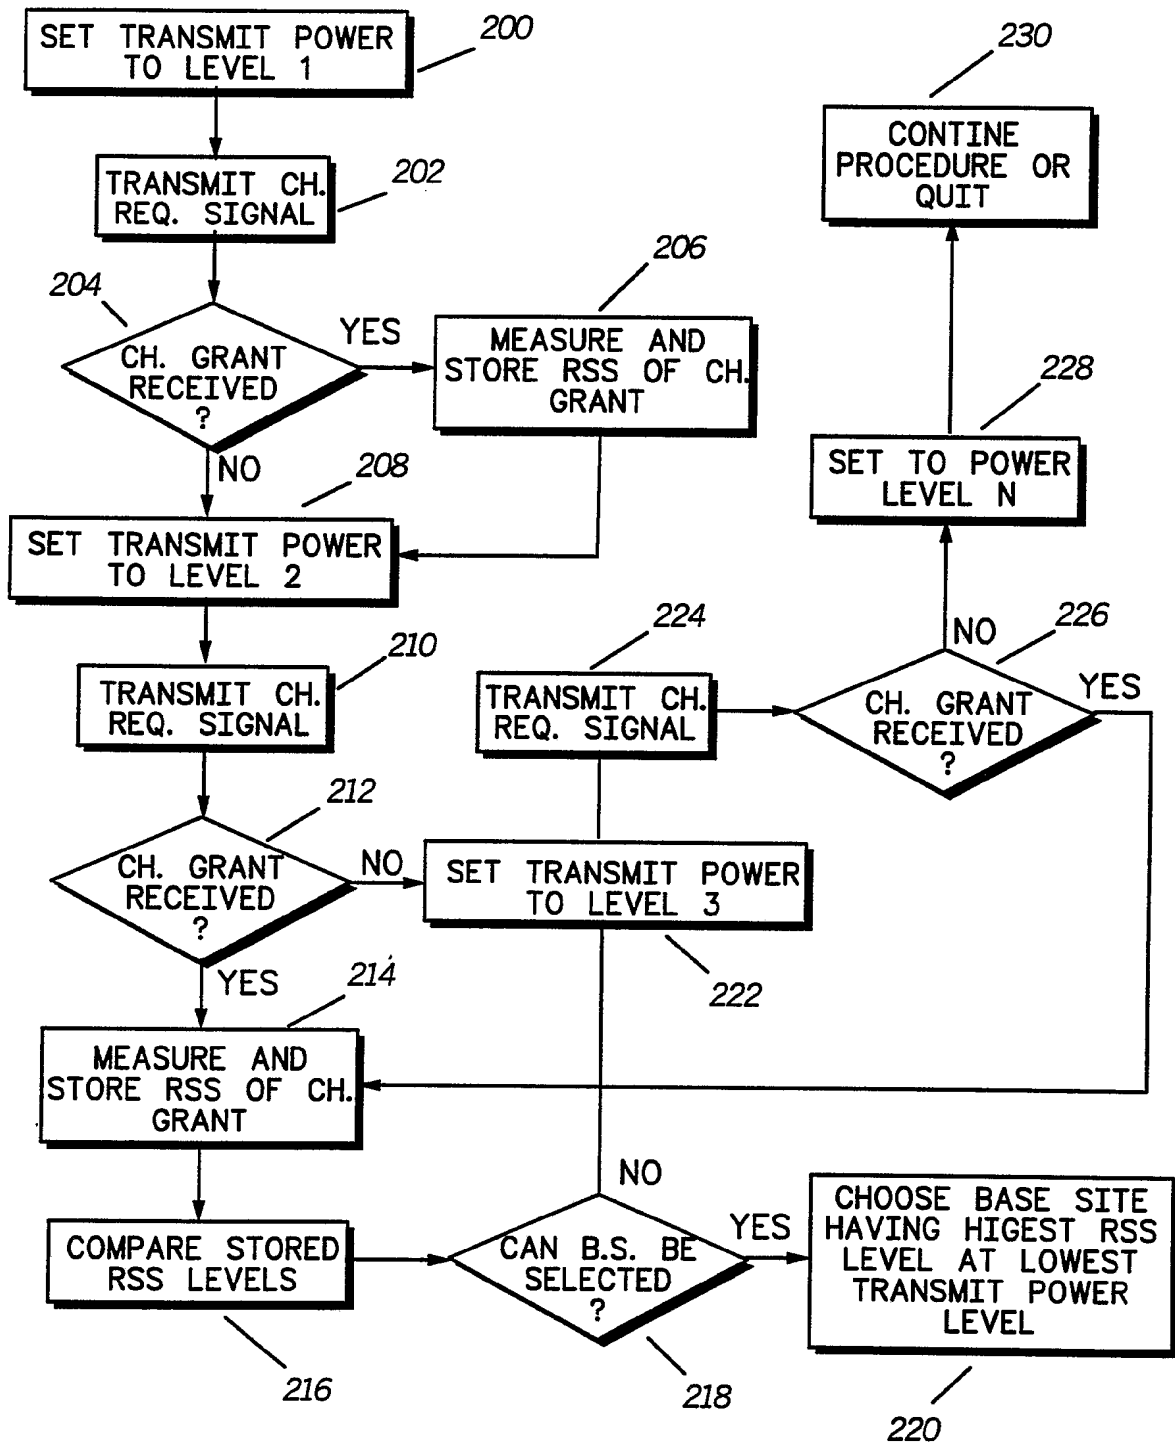 SET TRANSMIT POWER
TO LEVEL 1
200
TRANSMIT CH.
REQ. SIGNAL
202
204
CH. GRANT
RECEIVED
?
YES
NO
206
MEASURE AND
STORE RSS OF CH.
GRANT
208
SET TRANSMIT POWER
TO LEVEL 2
210
TRANSMIT CH.
REQ. SIGNAL
212
CH. GRANT
RECEIVED
?
NO
YES
214
MEASURE AND
STORE RSS OF CH.
GRANT
COMPARE STORED
RSS LEVELS
216
CAN B.S. BE
SELECTED
?
NO
YES
218
CHOOSE BASE SITE
HAVING HIGEST RSS
LEVEL AT LOWEST
TRANSMIT POWER
LEVEL
220
SET TRANSMIT POWER
TO LEVEL 3
222
224
TRANSMIT CH.
REQ. SIGNAL
226
CH. GRANT
RECEIVED
?
NO
YES
228
SET TO POWER
LEVEL N
230
CONTINE
PROCEDURE OR
QUIT